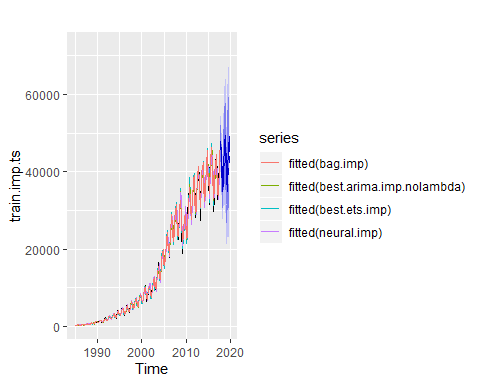 train.imp.ts
60000
40000
20000
0
1990
2000
2010
2020
Time
series
fitted(bag.imp)
fitted(best.arima.imp.nolambda)
fitted(best.ets.imp)
fitted(neural.imp)